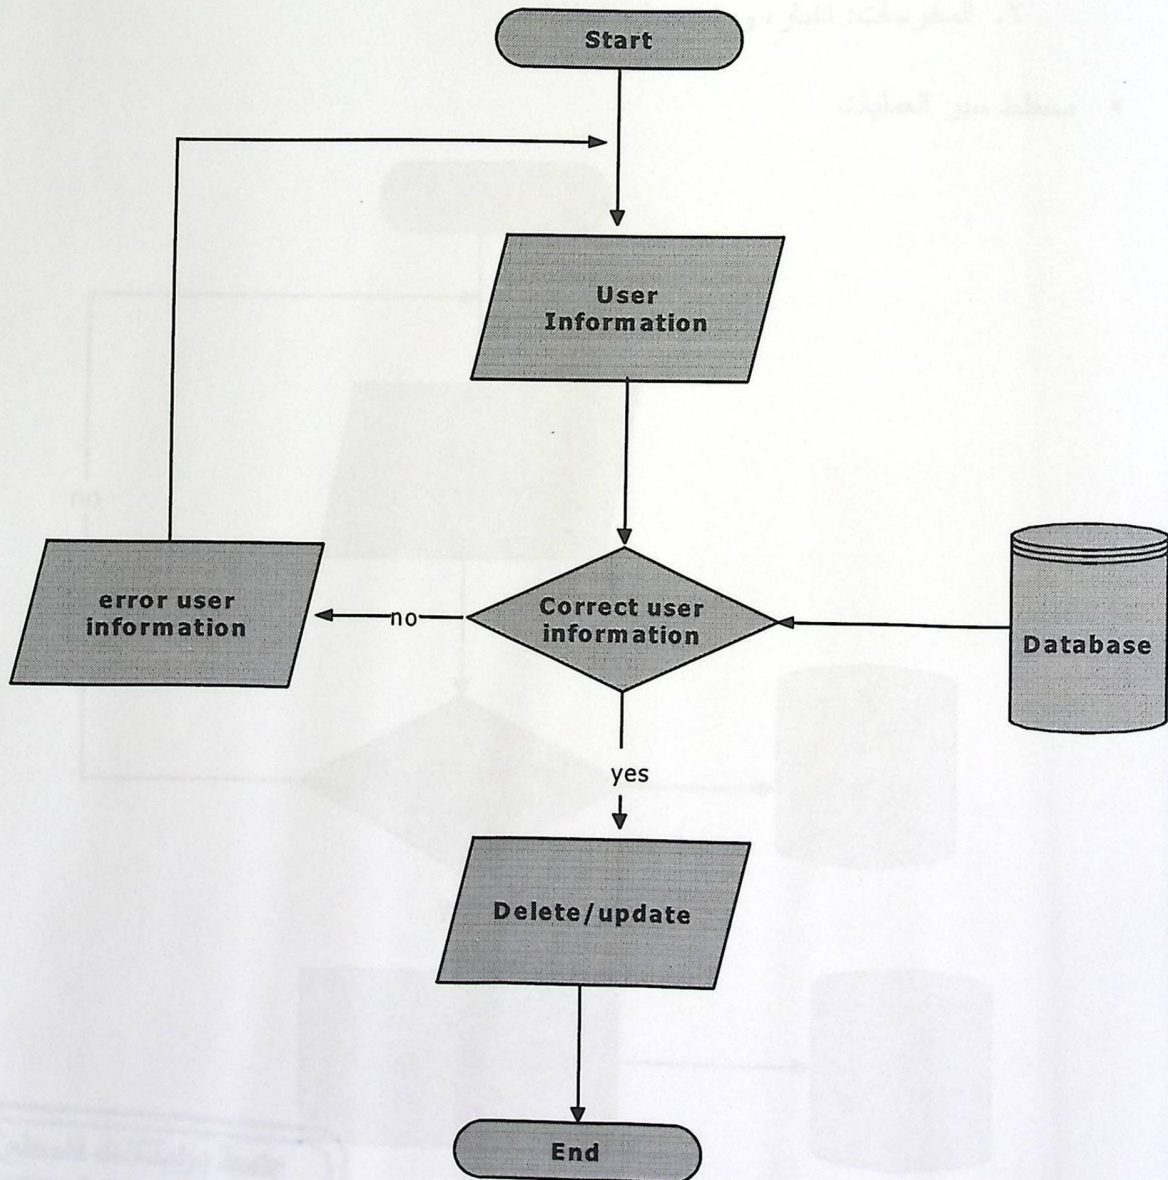 Start
User
Information
error user
information
no
Correct user
information
Database
yes
Delete/update
End